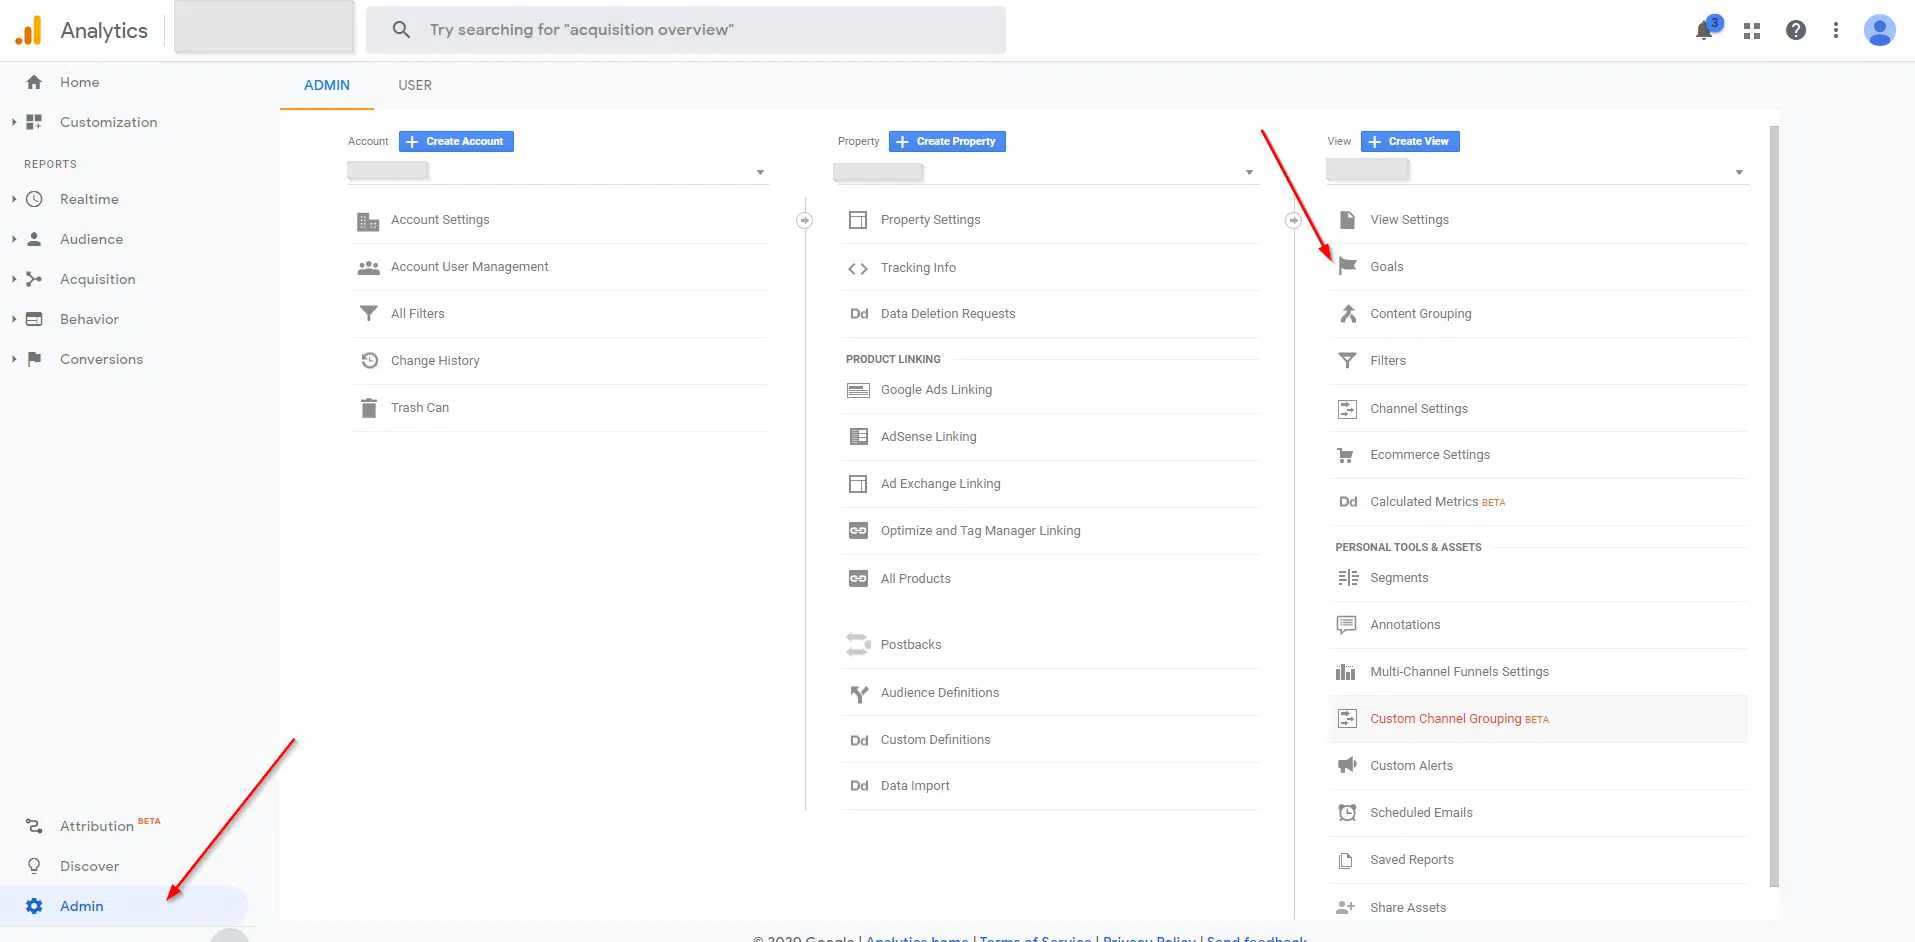 Analytics
Try searching for "acquisition overview"
3
Home
Customization
REPORTS
Realtime
Audience
Acquisition
Behavior
Conversions
Attribution BETA
Discover
Admin
ADMIN
USER
Account
Create Account
Account Settings
Account User Management
All Filters
Change History
Trash Can
Property
Create Property
Property Settings
Tracking Info
Dd Data Deletion Requests
PRODUCT LINKING
Google Ads Linking
AdSense Linking
Ad Exchange Linking
Optimize and Tag Manager Linking
All Products
Postbacks
Audience Definitions
Dd Custom Definitions
Dd Data Import
View
Create View
View Settings
Goals
Content Grouping
Filters
Channel Settings
Ecommerce Settings
Dd Calculated Metrics BETA
PERSONAL TOOLS & ASSETS
Segments
Annotations
Multi-Channel Funnels Settings
Custom Channel Grouping BETA
Custom Alerts
Scheduled Emails
Saved Reports
Share Assets
© 2020 Google | Analytics home | Terms of Service | Privacy Policy | Send feedback